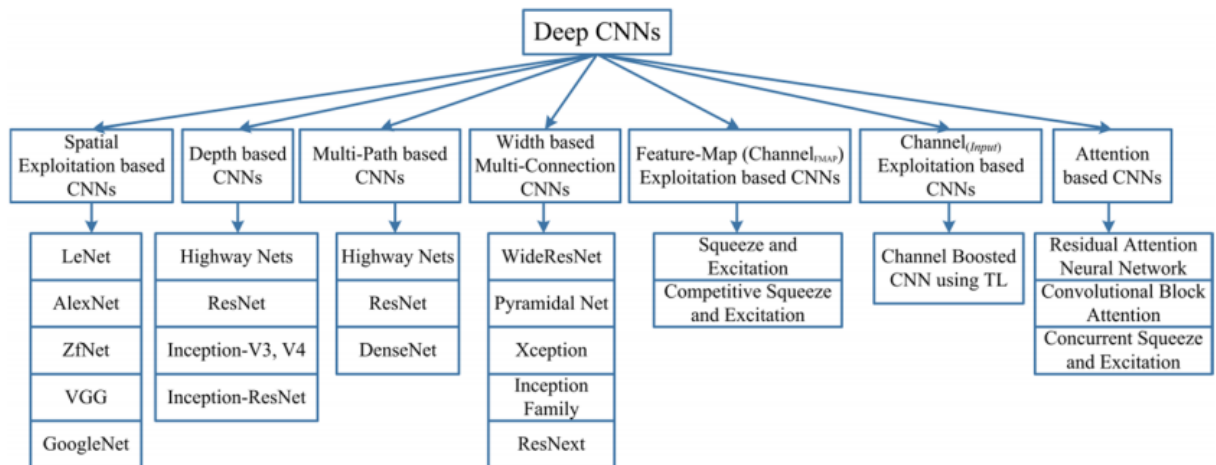 Deep CNNs
Spatial
Exploitation based
CNNs
Depth based
CNNs
Multi-Path based
CNNs
Width based
Multi-Connection
CNNs
Feature-Map (Channel_FMAP)
Exploitation based CNNs
Channel_(Input)
Exploitation based
CNNs
Attention
based CNNs
LeNet
AlexNet
ZfNet
VGG
GoogleNet
Highway Nets
ResNet
Inception-V3, V4
Inception-ResNet
Highway Nets
ResNet
DenseNet
WideResNet
Pyramidal Net
Xception
Inception
Family
ResNext
Squeeze and
Excitation
Competitive Squeeze
and Excitation
Channel Boosted
CNN using TL
Residual Attention
Neural Network
Convolutional Block
Attention
Concurrent Squeeze
and Excitation